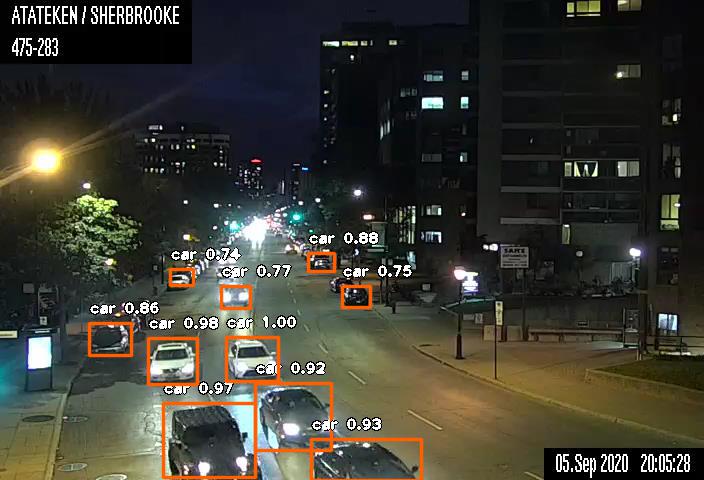 ATATEKEN / SHERBROOKE
475-283
car 0.88
car 0.74
car 0.77
car 0.75
car 0.86
car 0.98
car 1.00
car 0.92
car 0.97
car 0.93
05.Sep 2020 20:05:28